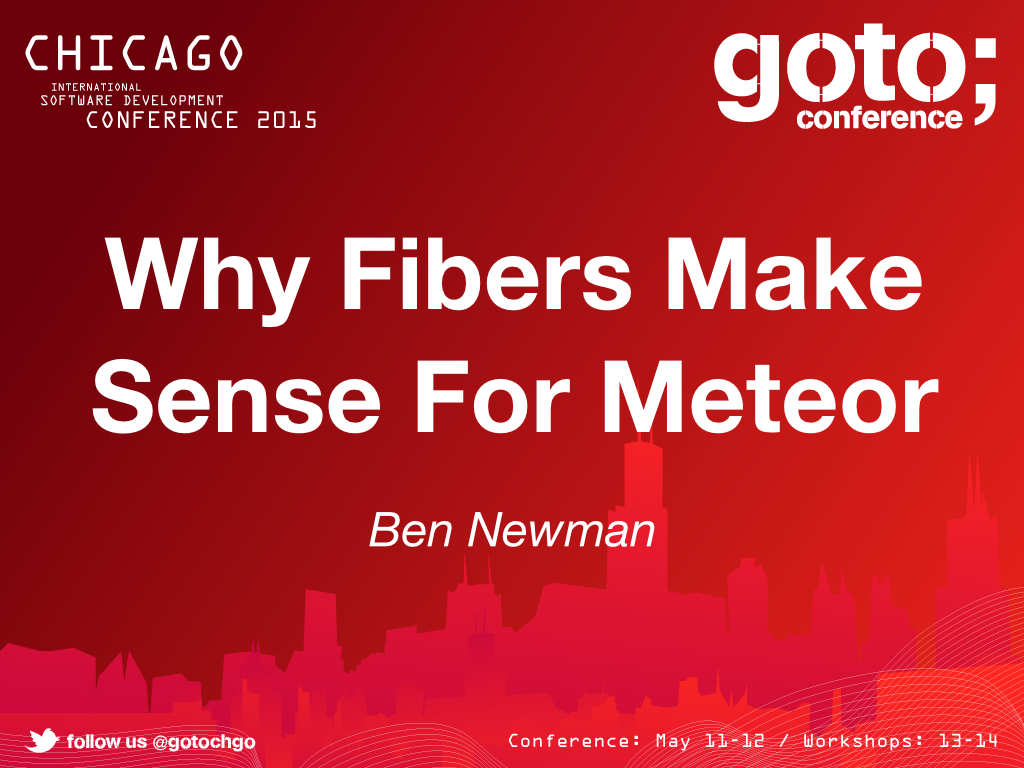 CHICAGO
INTERNATIONAL
SOFTWARE DEVELOPMENT
CONFERENCE 2015
goto;
conference
Why Fibers Make
Sense For Meteor
Ben Newman
follow us @gotochgo
Conference: May 11-12 / Workshops: 13-14